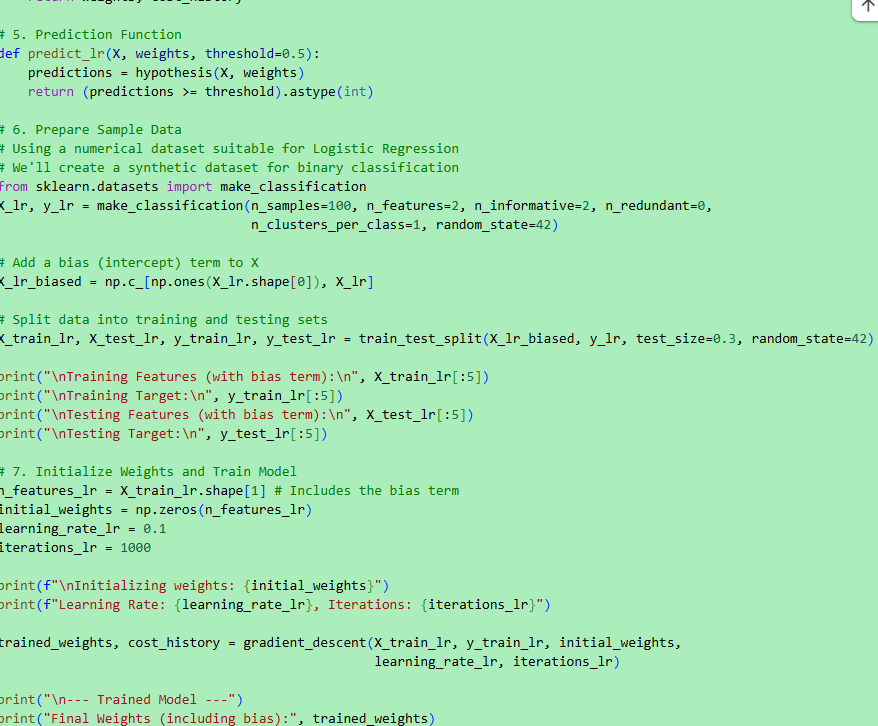 # 5. Prediction Function
def predict_lr(X, weights, threshold=0.5):
    predictions = hypothesis(X, weights)
    return (predictions >= threshold).astype(int)
# 6. Prepare Sample Data
# Using a numerical dataset suitable for Logistic Regression
# We'll create a synthetic dataset for binary classification
from sklearn.datasets import make_classification
X_lr, y_lr = make_classification(n_samples=100, n_features=2, n_informative=2, n_redundant=0,
                                 n_clusters_per_class=1, random_state=42)
# Add a bias (intercept) term to X
X_lr_biased = np.c_[np.ones(X_lr.shape[0]), X_lr]
# Split data into training and testing sets
X_train_lr, X_test_lr, y_train_lr, y_test_lr = train_test_split(X_lr_biased, y_lr, test_size=0.3, random_state=42)
print("\nTraining Features (with bias term):\n", X_train_lr[:5])
print("\nTraining Target:\n", y_train_lr[:5])
print("\nTesting Features (with bias term):\n", X_test_lr[:5])
print("\nTesting Target:\n", y_test_lr[:5])
# 7. Initialize Weights and Train Model
n_features_lr = X_train_lr.shape[1] # Includes the bias term
initial_weights = np.zeros(n_features_lr)
learning_rate_lr = 0.1
iterations_lr = 1000
print(f"\nInitializing weights: {initial_weights}")
print(f"Learning Rate: {learning_rate_lr}, Iterations: {iterations_lr}")
trained_weights, cost_history = gradient_descent(X_train_lr, y_train_lr, initial_weights,
                                                 learning_rate_lr, iterations_lr)
print("\n--- Trained Model ---")
print("Final Weights (including bias):", trained_weights)